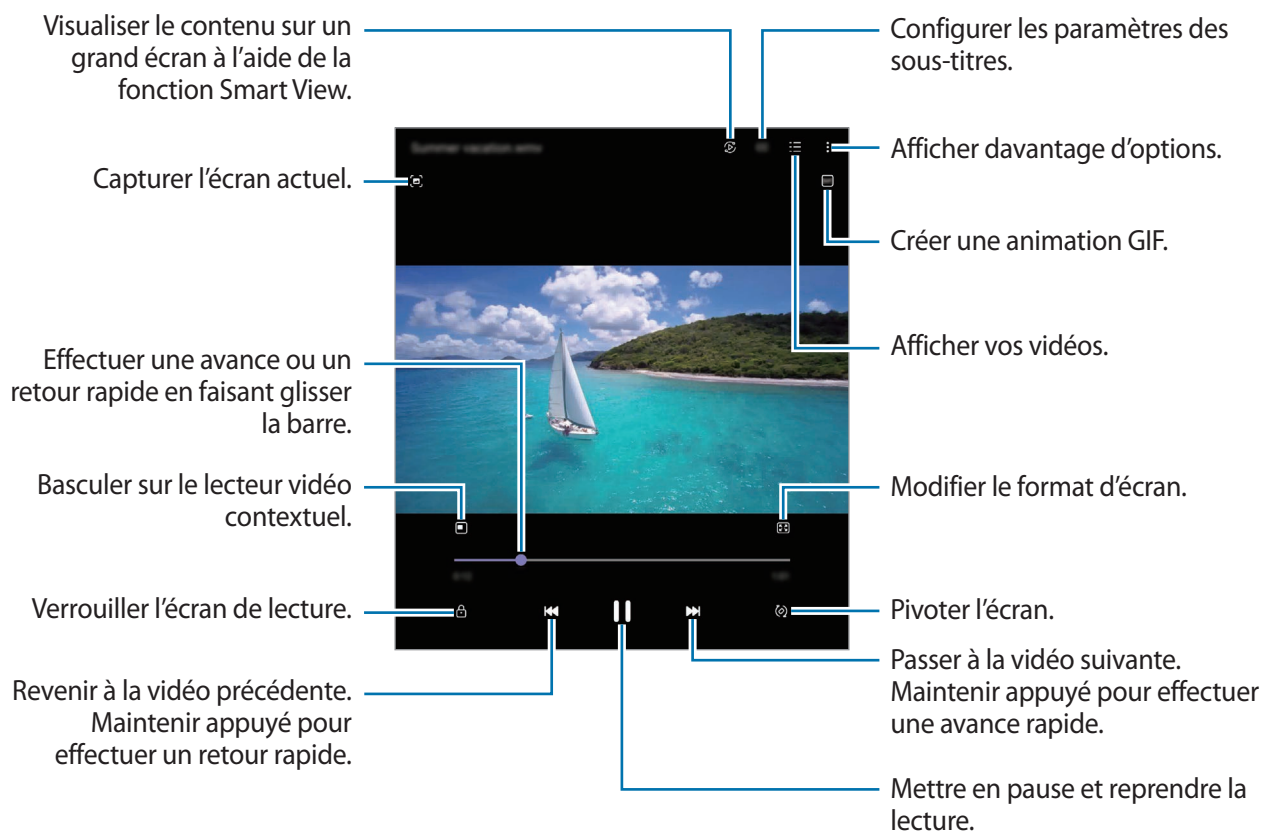 Visualiser le contenu sur un
grand écran à l'aide de la
fonction Smart View.
Configurer les paramètres des
sous-titres.
Summer vacation.wmv
Capturer l'écran actuel.
Afficher davantage d'options.
Créer une animation GIF.
Effectuer une avance ou un
retour rapide en faisant glisser
la barre.
Afficher vos vidéos.
Basculer sur le lecteur vidéo
contextuel.
Modifier le format d'écran.
Verrouiller l'écran de lecture.
Pivoter l'écran.
Revenir à la vidéo précédente.
Maintenir appuyé pour
effectuer un retour rapide.
Passer à la vidéo suivante.
Maintenir appuyé pour effectuer
une avance rapide.
Mettre en pause et reprendre la
lecture.